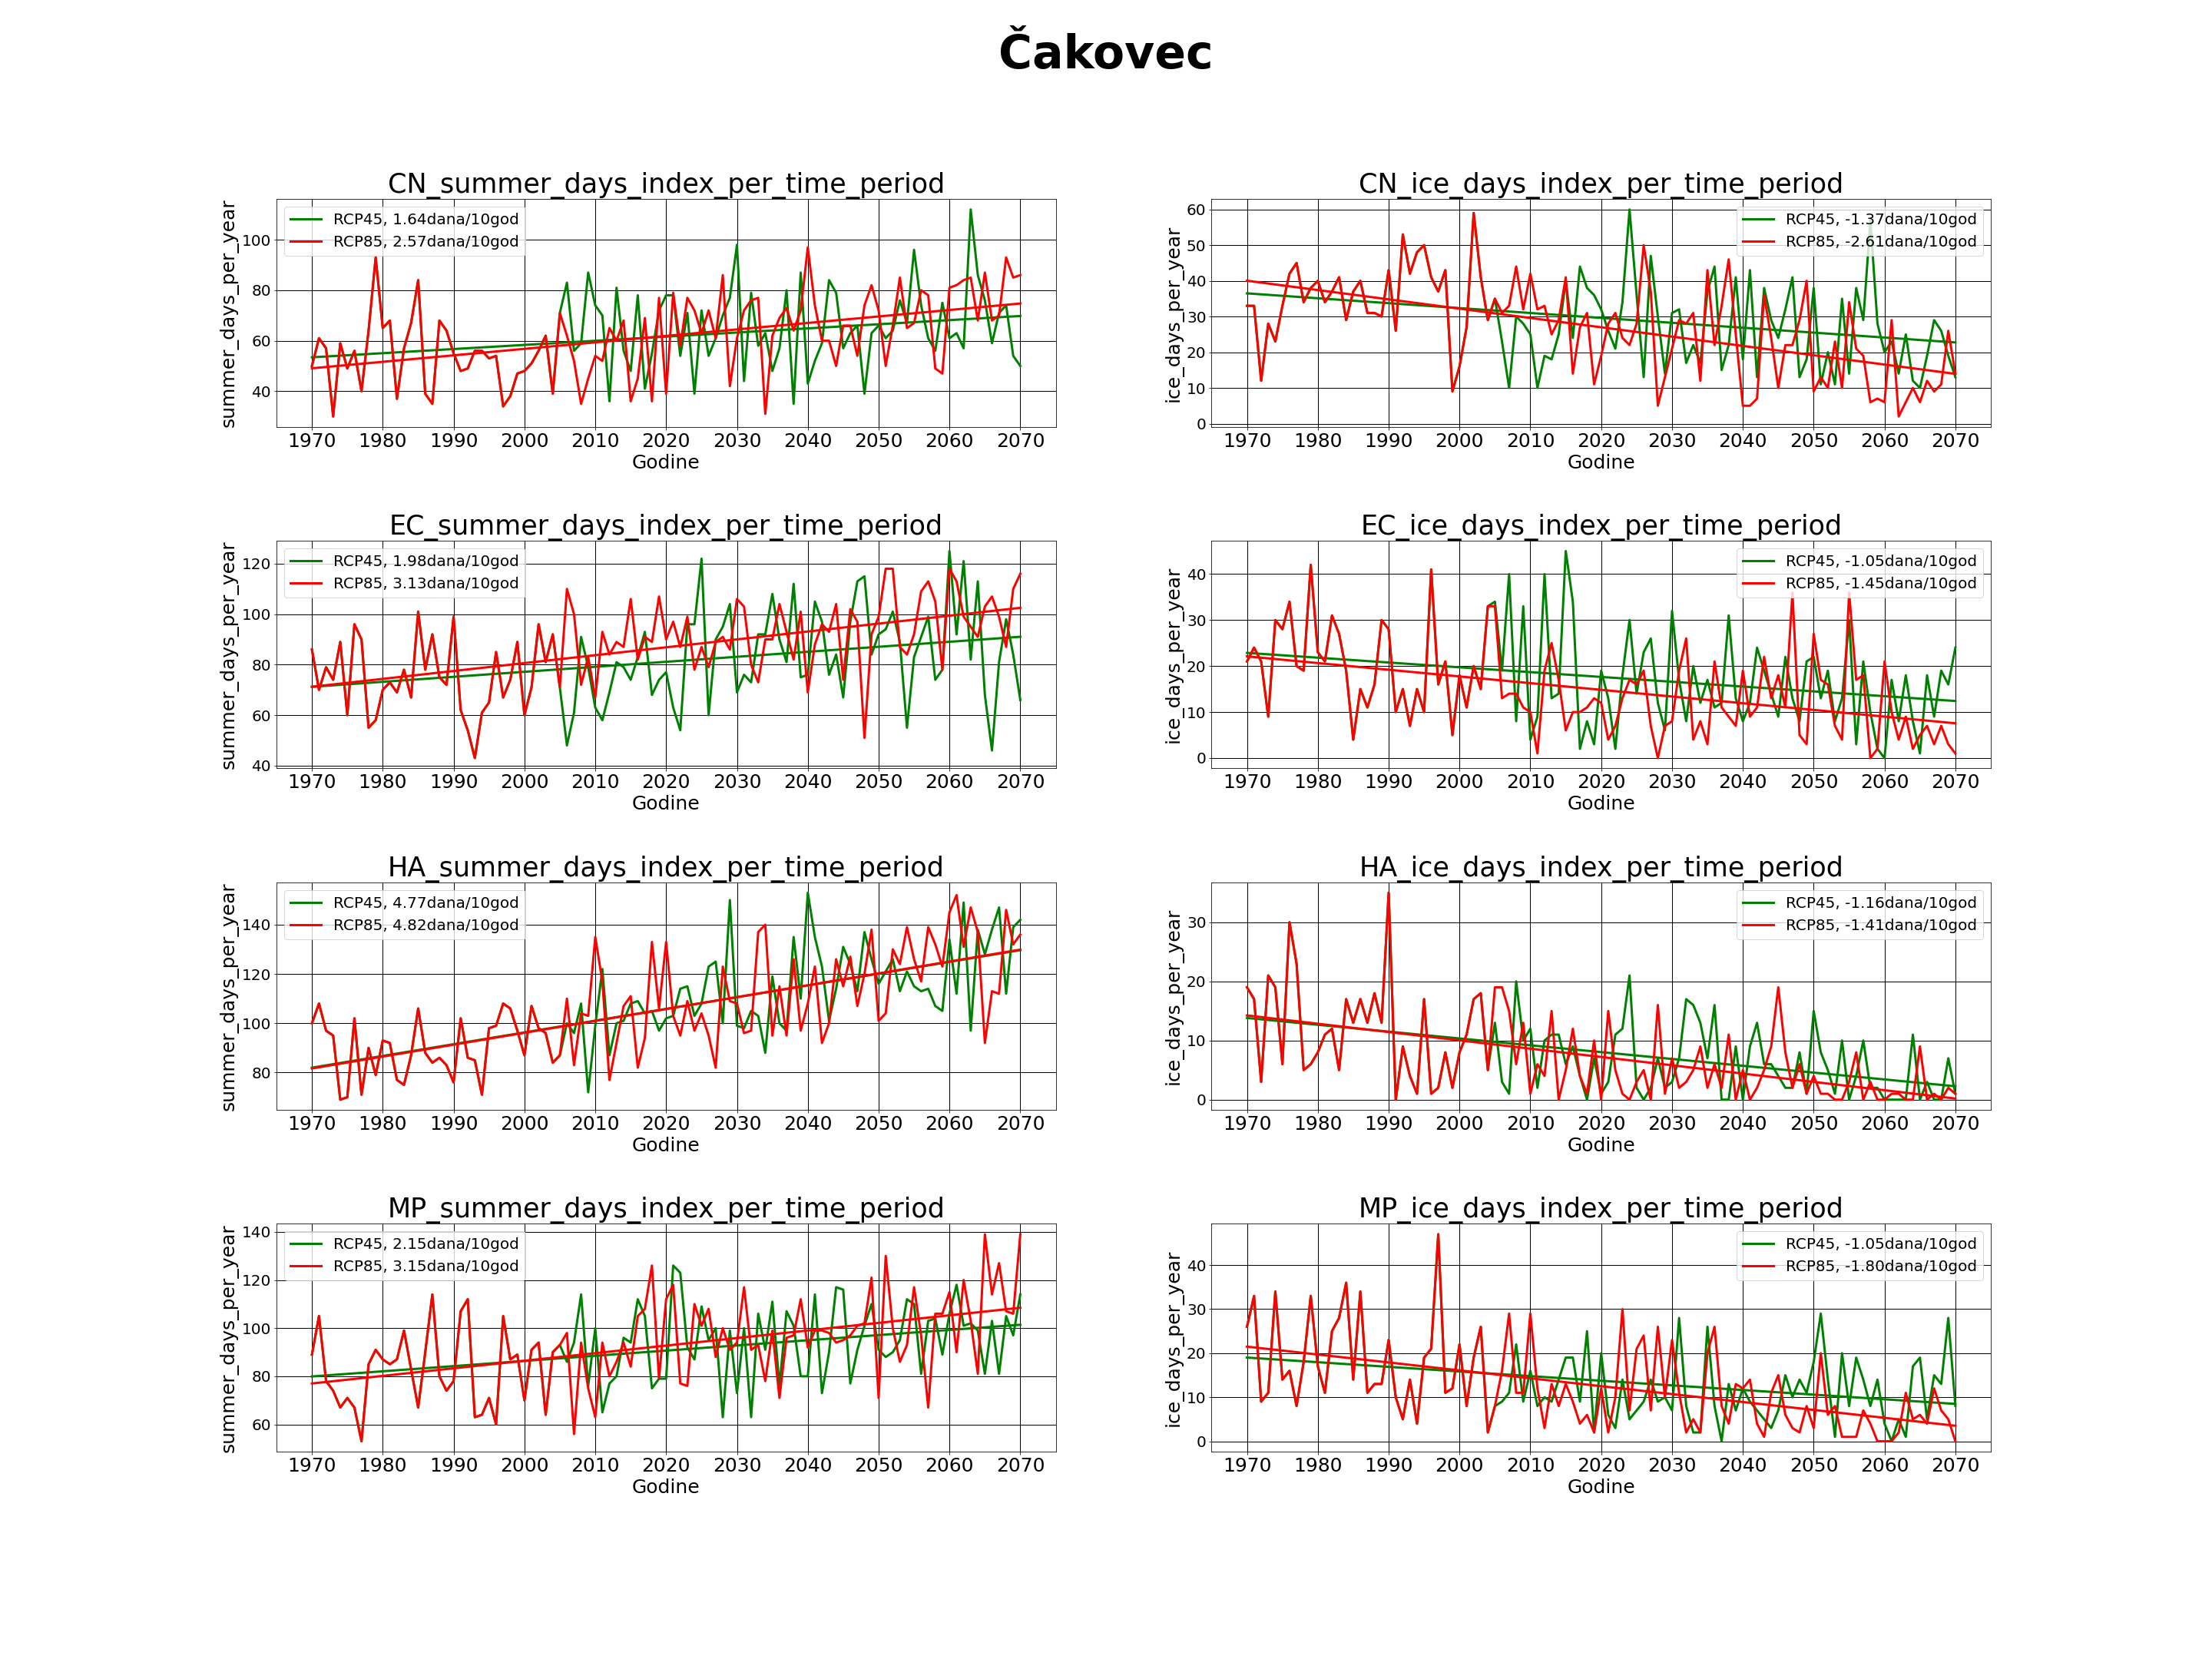 Čakovec
CN_summer_days_index_per_time_period
summer_days_per_year
RCP45, 1.64dana/10god
RCP85, 2.57dana/10god
100
80
60
40
1970 1980 1990 2000 2010 2020 2030 2040 2050 2060 2070
Godine
CN_ice_days_index_per_time_period
ice_days_per_year
RCP45, -1.37dana/10god
RCP85, -2.61dana/10god
60
50
40
30
20
10
0
1970 1980 1990 2000 2010 2020 2030 2040 2050 2060 2070
Godine
EC_summer_days_index_per_time_period
summer_days_per_year
RCP45, 1.98dana/10god
RCP85, 3.13dana/10god
120
100
80
60
40
1970 1980 1990 2000 2010 2020 2030 2040 2050 2060 2070
Godine
EC_ice_days_index_per_time_period
ice_days_per_year
RCP45, -1.05dana/10god
RCP85, -1.45dana/10god
40
30
20
10
0
1970 1980 1990 2000 2010 2020 2030 2040 2050 2060 2070
Godine
HA_summer_days_index_per_time_period
summer_days_per_year
RCP45, 4.77dana/10god
RCP85, 4.82dana/10god
140
120
100
80
1970 1980 1990 2000 2010 2020 2030 2040 2050 2060 2070
Godine
HA_ice_days_index_per_time_period
ice_days_per_year
RCP45, -1.16dana/10god
RCP85, -1.41dana/10god
30
20
10
0
1970 1980 1990 2000 2010 2020 2030 2040 2050 2060 2070
Godine
MP_summer_days_index_per_time_period
summer_days_per_year
RCP45, 2.15dana/10god
RCP85, 3.15dana/10god
140
120
100
80
60
1970 1980 1990 2000 2010 2020 2030 2040 2050 2060 2070
Godine
MP_ice_days_index_per_time_period
ice_days_per_year
RCP45, -1.05dana/10god
RCP85, -1.80dana/10god
40
30
20
10
0
1970 1980 1990 2000 2010 2020 2030 2040 2050 2060 2070
Godine